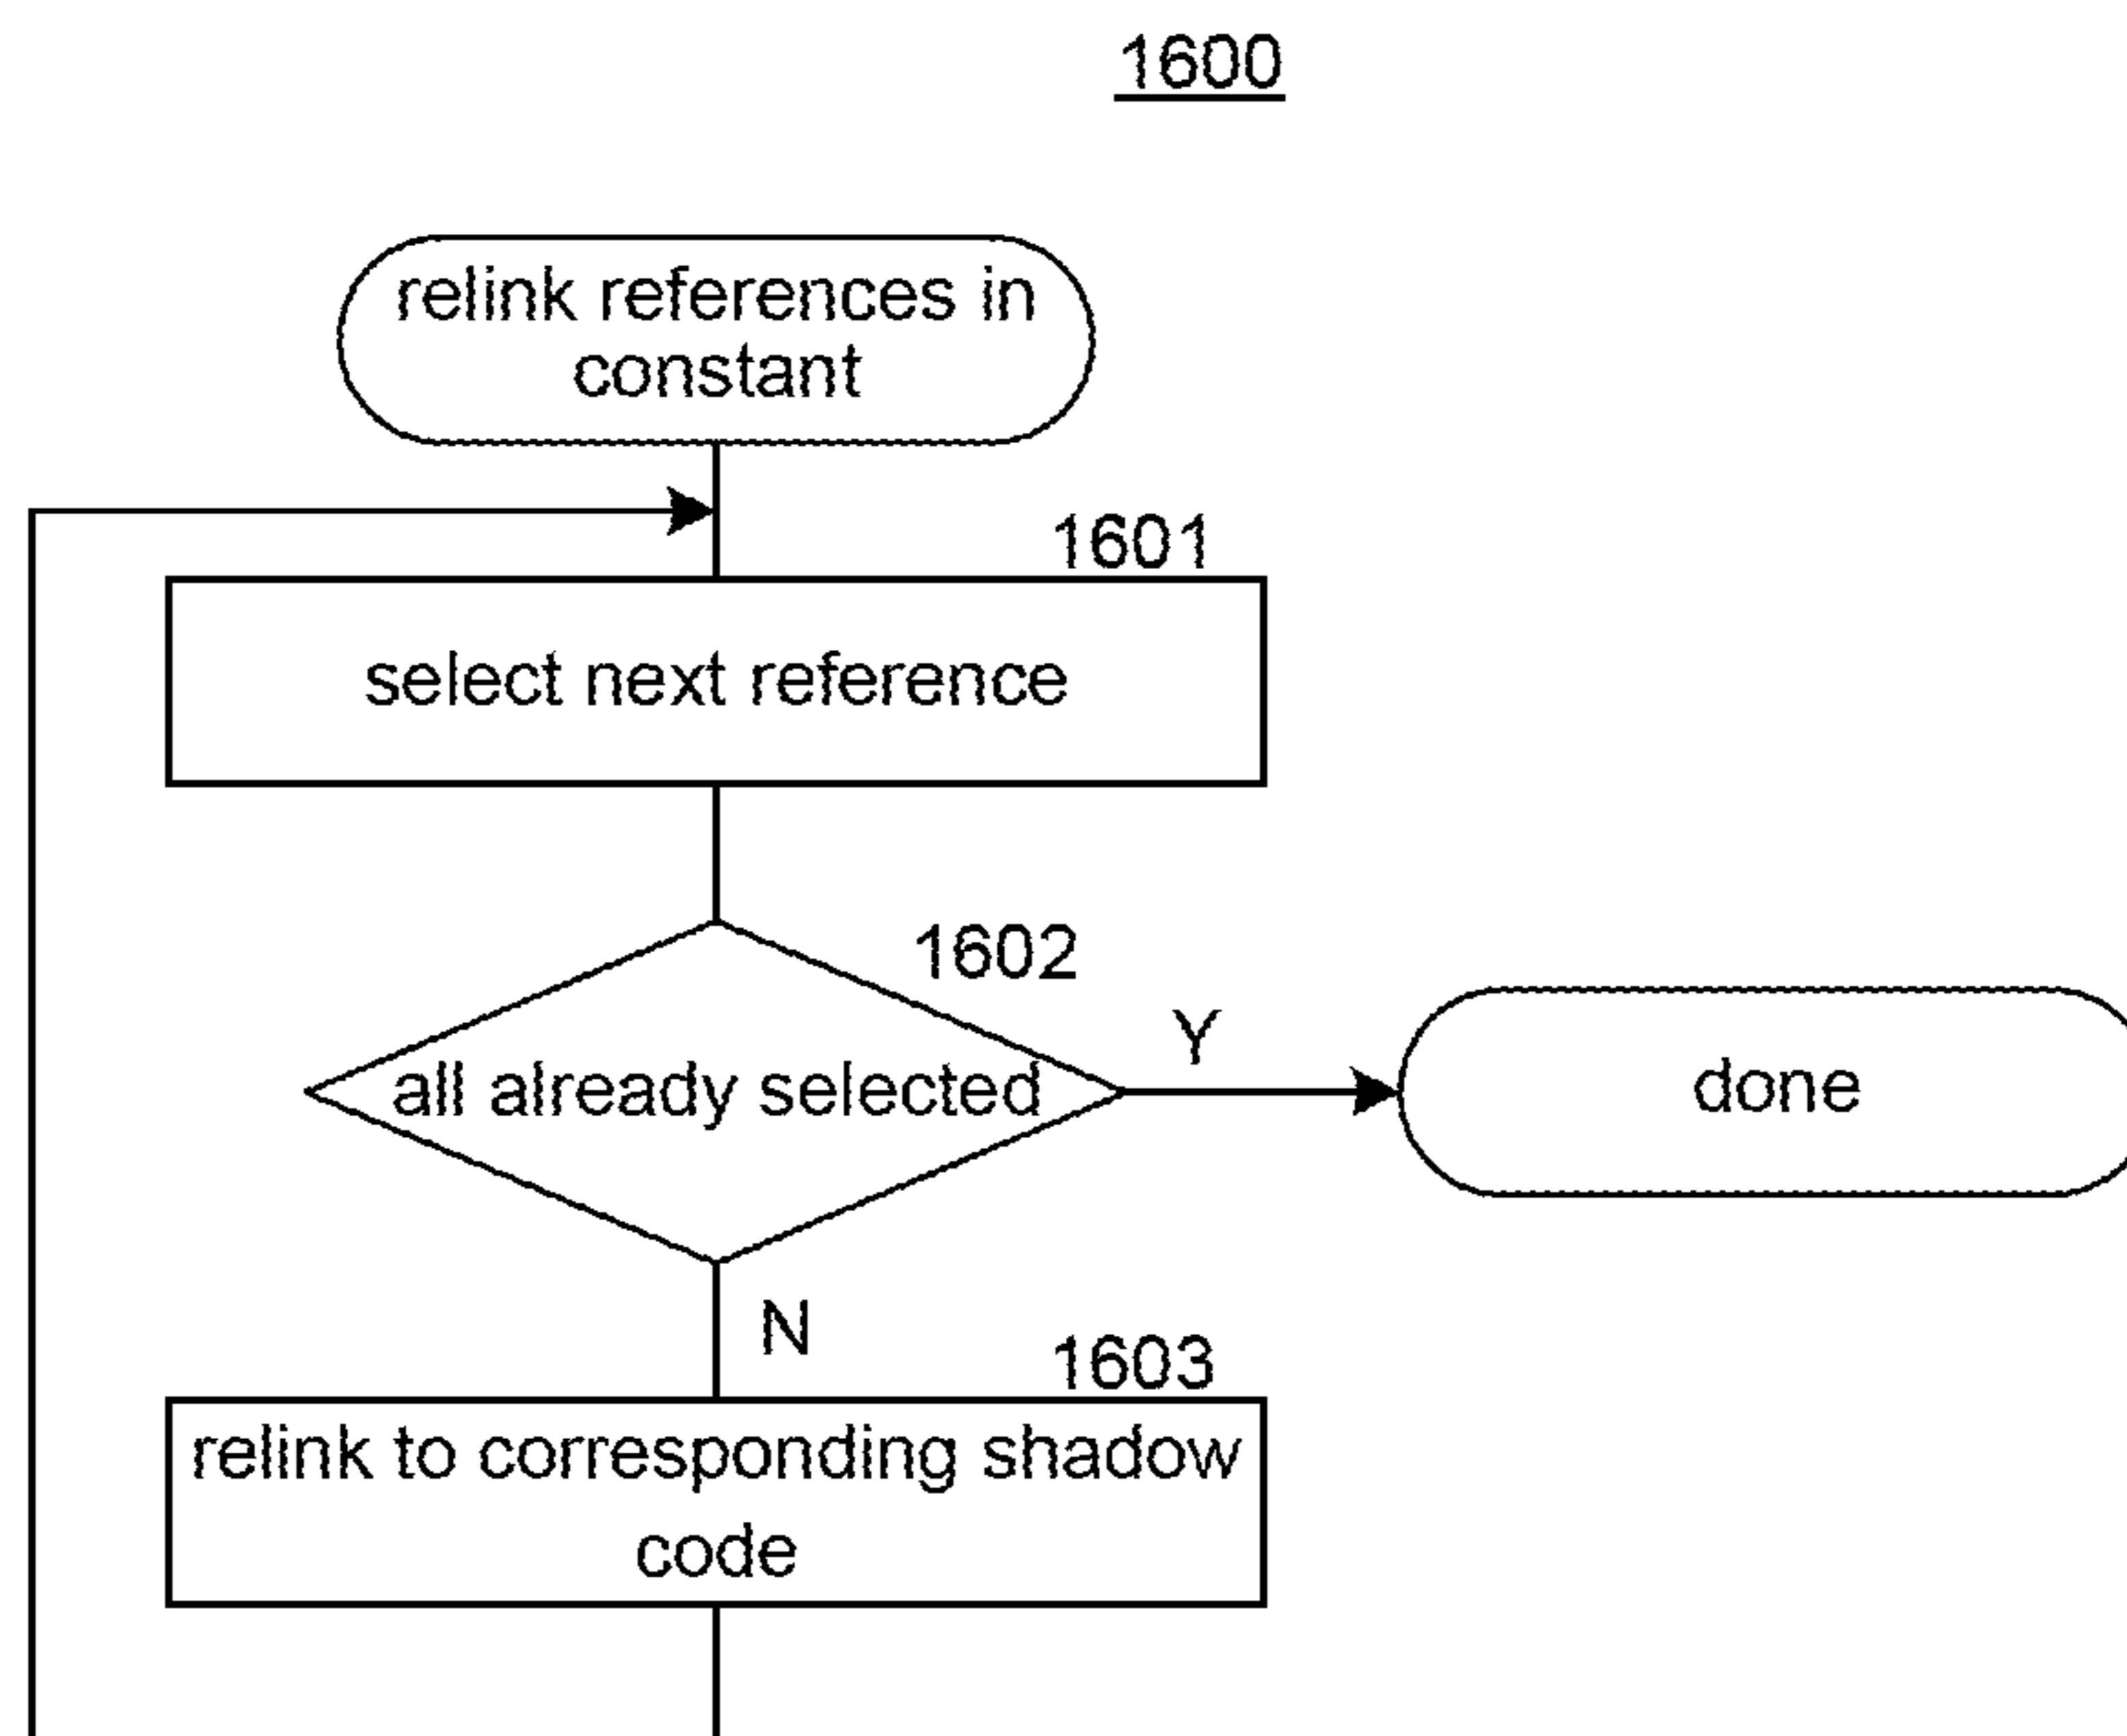 1600
relink references in
constant
1601
select next reference
1602
all already selected
Y
done
N
1603
relink to corresponding shadow
code